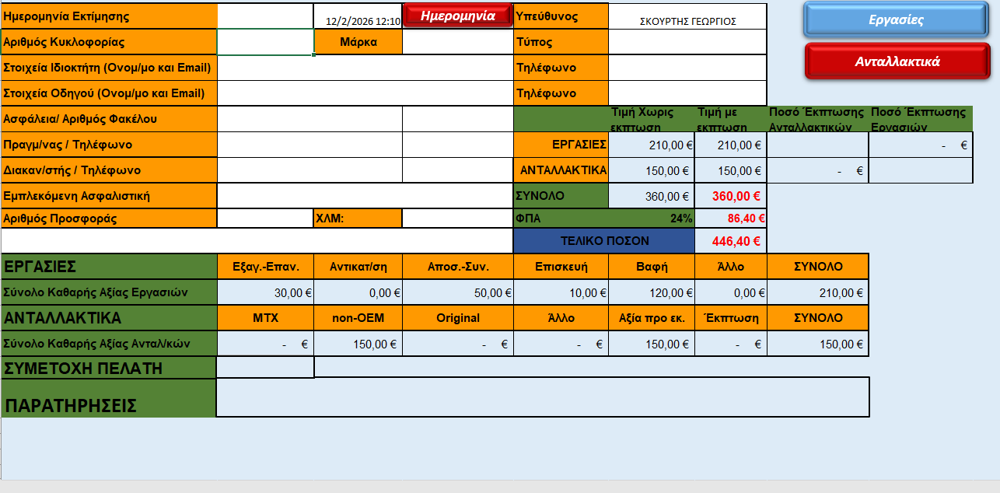 Ημερομηνία Εκτίμησης 12/2/2026 12:10 Ημερομηνία Υπεύθυνος ΣΚΟΥΡΤΗΣ ΓΕΩΡΓΙΟΣ Εργασίες
Αριθμός Κυκλοφορίας Μάρκα Τύπος
Ανταλλακτικά
Στοιχεία Ιδιοκτήτη (Ονομ/μο και Email) Τηλέφωνο
Στοιχεία Οδηγού (Ονομ/μο και Email) Τηλέφωνο
Ασφάλεια/ Αριθμός Φακέλου Τιμή Χωρις εκπτωση Τιμή με εκπτωση Ποσό Έκπτωσης Ανταλλακτικών Ποσό Έκπτωσης Εργασιών
Πραγμ/νας / Τηλέφωνο ΕΡΓΑΣΙΕΣ 210,00 € 210,00 € - €
Διακαν/στής / Τηλέφωνο ΑΝΤΑΛΛΑΚΤΙΚΑ 150,00 € 150,00 € - €
Εμπλεκόμενη Ασφαλιστική ΣΥΝΟΛΟ 360,00 € 360,00 €
Αριθμός Προσφοράς ΧΛΜ: ΦΠΑ 24% 86,40 €
ΤΕΛΙΚΟ ΠΟΣΟΝ 446,40 €
ΕΡΓΑΣΙΕΣ Εξαγ.-Επαν. Αντικατ/ση Αποσ.-Συν. Επισκευή Βαφή Άλλο ΣΥΝΟΛΟ
Σύνολο Καθαρής Αξίας Εργασιών 30,00 € 0,00 € 50,00 € 10,00 € 120,00 € 0,00 € 210,00 €
ΑΝΤΑΛΛΑΚΤΙΚΑ ΜΤΧ non-OEM Original Άλλο Αξία προ εκ. Έκπτωση ΣΥΝΟΛΟ
Σύνολο Καθαρής Αξίας Ανταλ/κών - € 150,00 € - € - € 150,00 € - € 150,00 €
ΣΥΜΕΤΟΧΗ ΠΕΛΑΤΗ
ΠΑΡΑΤΗΡΗΣΕΙΣ